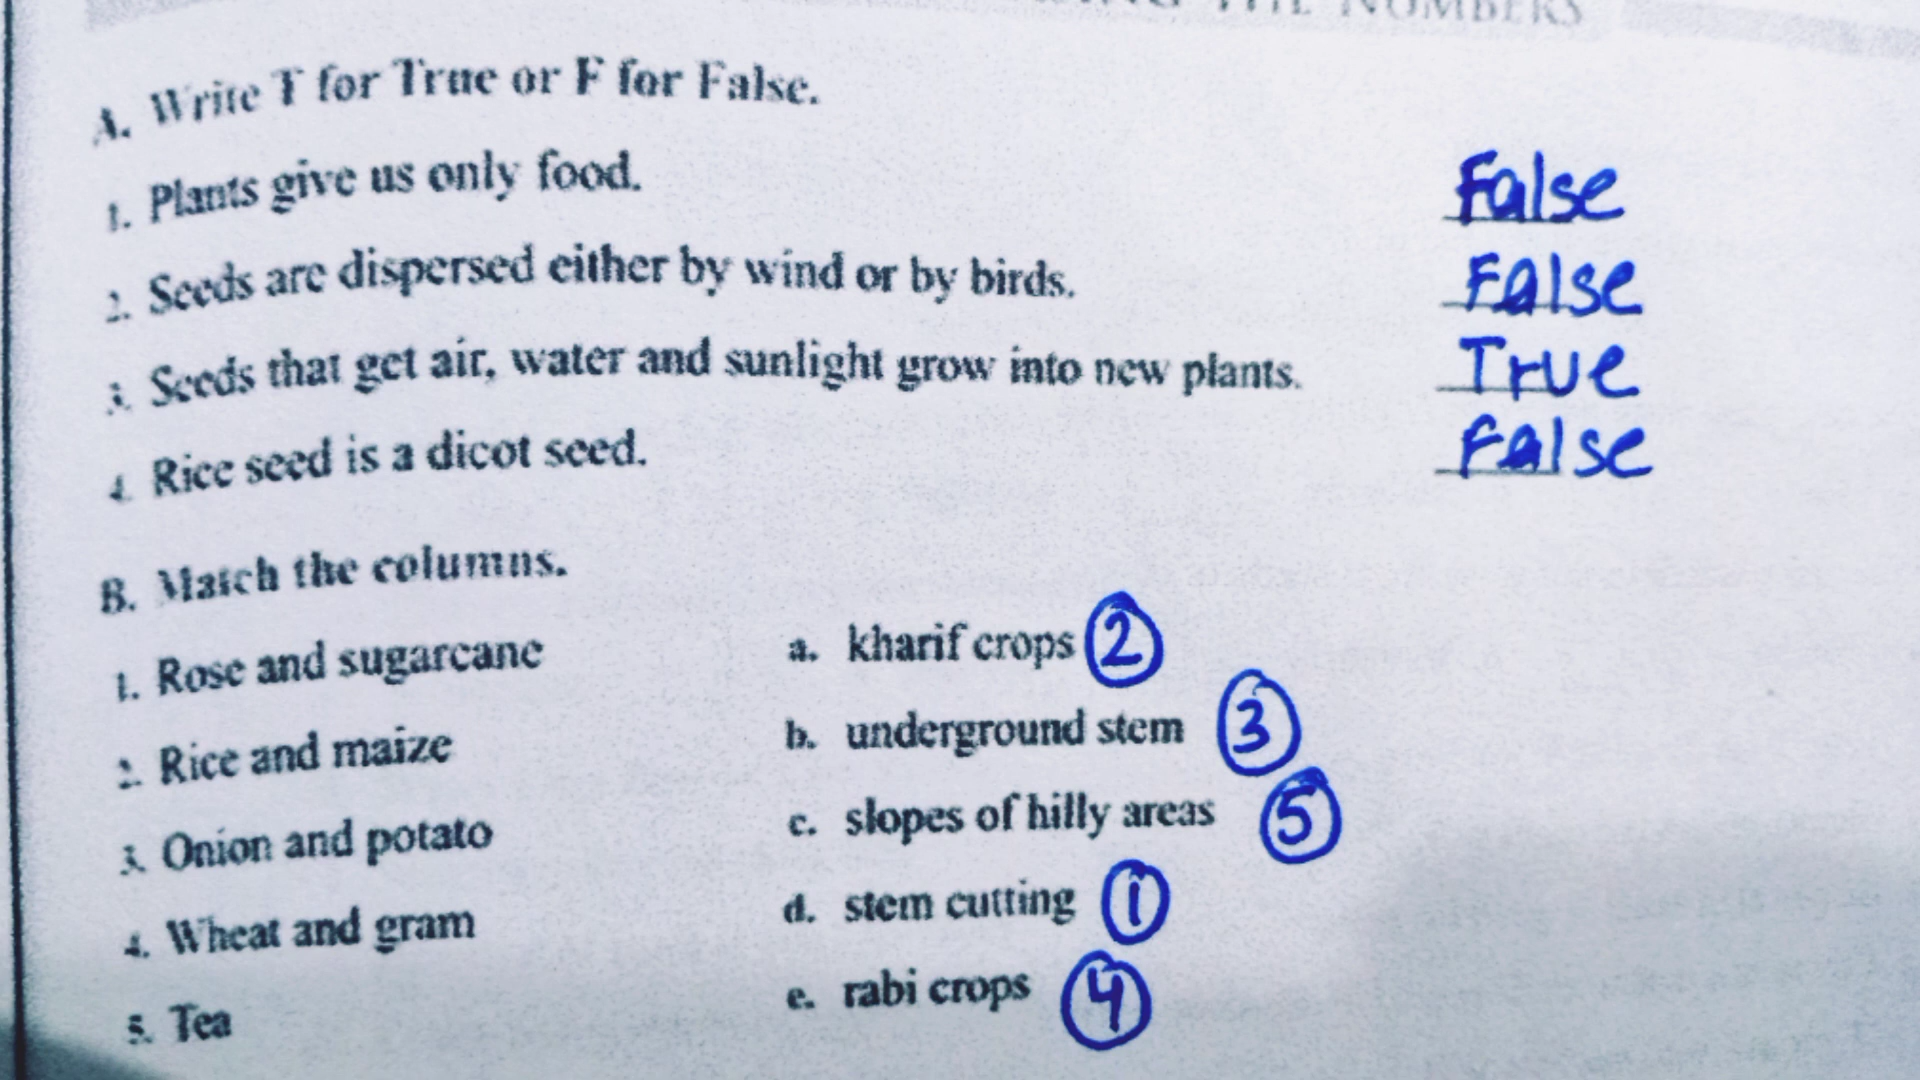 THE NUMBERS
A. Write T for True or F for False.
1. Plants give us only food. False
2. Seeds are dispersed either by wind or by birds. False
3. Seeds that get air, water and sunlight grow into new plants. True
4. Rice seed is a dicot seed. False
B. Match the columns.
1. Rose and sugarcane a. kharif crops 2
2. Rice and maize b. underground stem 3
3. Onion and potato c. slopes of hilly areas 5
4. Wheat and gram d. stem cutting 1
5. Tea e. rabi crops 4